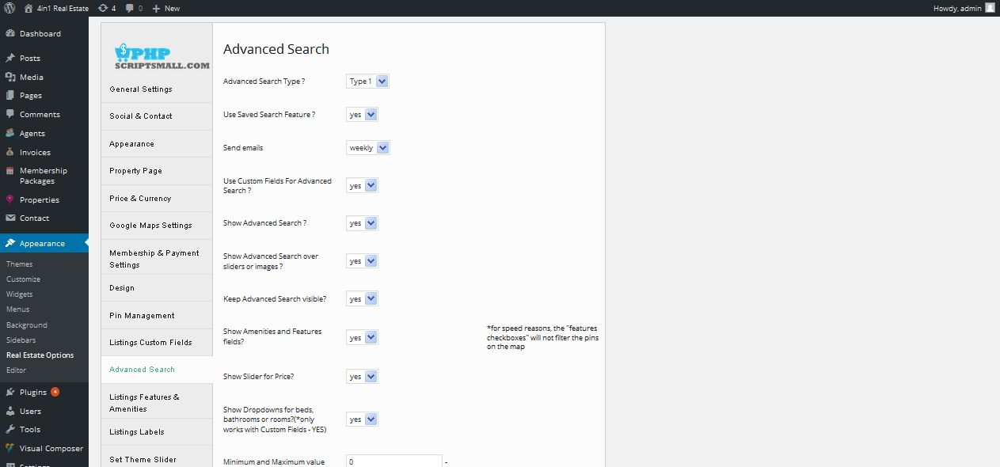 4in1 Real Estate
4
0
New
Howdy, admin
Dashboard
Posts
Media
Pages
Comments
Agents
Invoices
Membership
Packages
Properties
Contact
Appearance
Themes
Customize
Widgets
Menus
Background
Sidebars
Real Estate Options
Editor
Plugins 4
Users
Tools
Visual Composer
Settings
$ PHP
SCRIPTSMALL.COM
General Settings
Social & Contact
Appearance
Property Page
Price & Currency
Google Maps Settings
Membership & Payment
Settings
Design
Pin Management
Listings Custom Fields
Advanced Search
Listings Features &
Amenities
Listings Labels
Set Theme Slider
Advanced Search
Advanced Search Type ?
Type 1
Use Saved Search Feature ?
yes
Send emails
weekly
Use Custom Fields For Advanced
Search ?
yes
Show Advanced Search ?
yes
Show Advanced Search over
sliders or images ?
yes
Keep Advanced Search visible?
yes
Show Amenities and Features
fields?
yes
*for speed reasons, the "features
checkboxes" will not filter the pins
on the map
Show Slider for Price?
yes
Show Dropdowns for beds,
bathrooms or rooms?(*only
works with Custom Fields - YES)
yes
Minimum and Maximum value
0
-